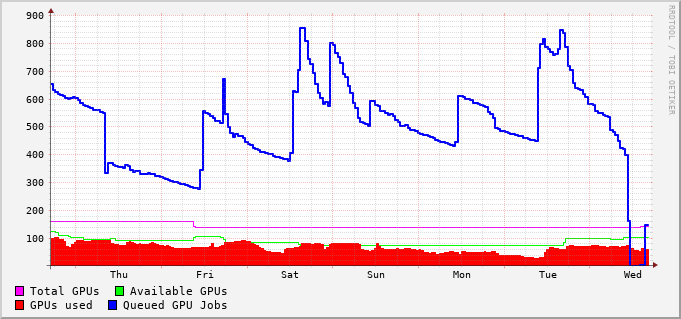 900
800
700
600
500
400
300
200
100
Thu Fri Sat Sun Mon Tue Wed
Total GPUs Available GPUs
GPUs used Queued GPU Jobs
RRDTOOL / TOBI OETIKER